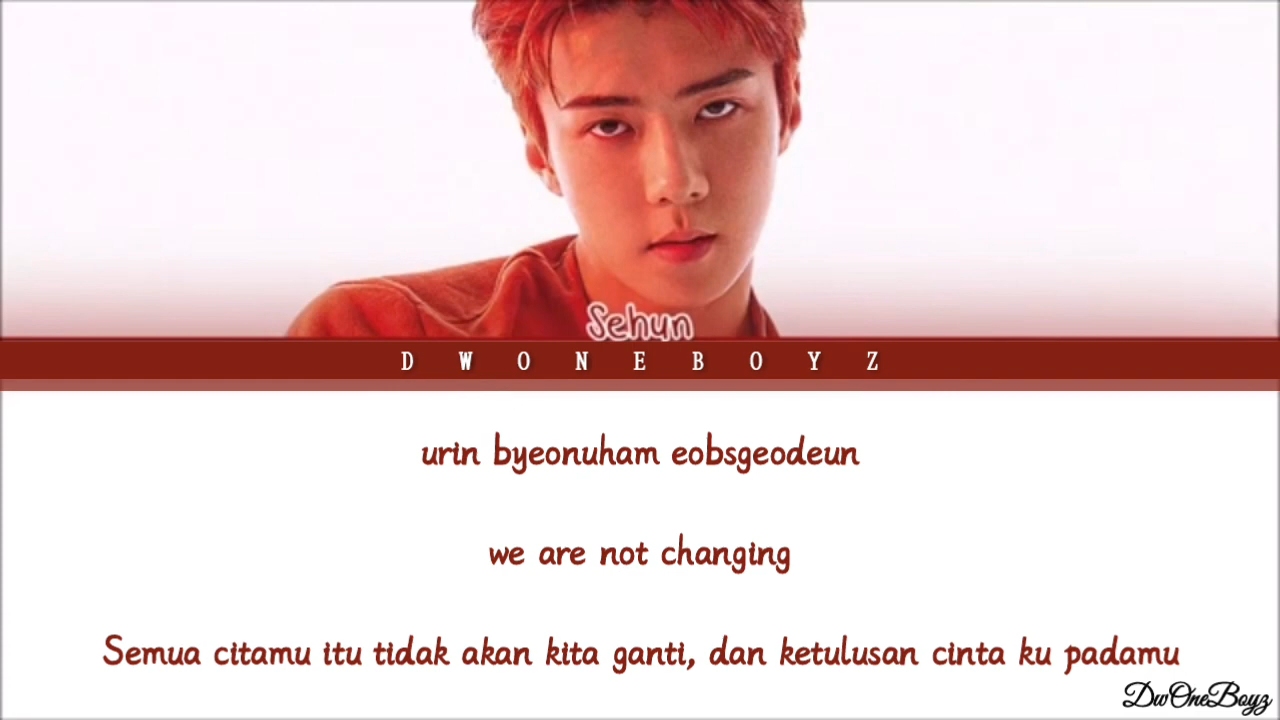 Sehun
D W O N E B O Y Z
urin byeonuham eobsgeodeun
we are not changing
Semua citamu itu tidak akan kita ganti, dan ketulusan cinta ku padamu
DwOneBoyz